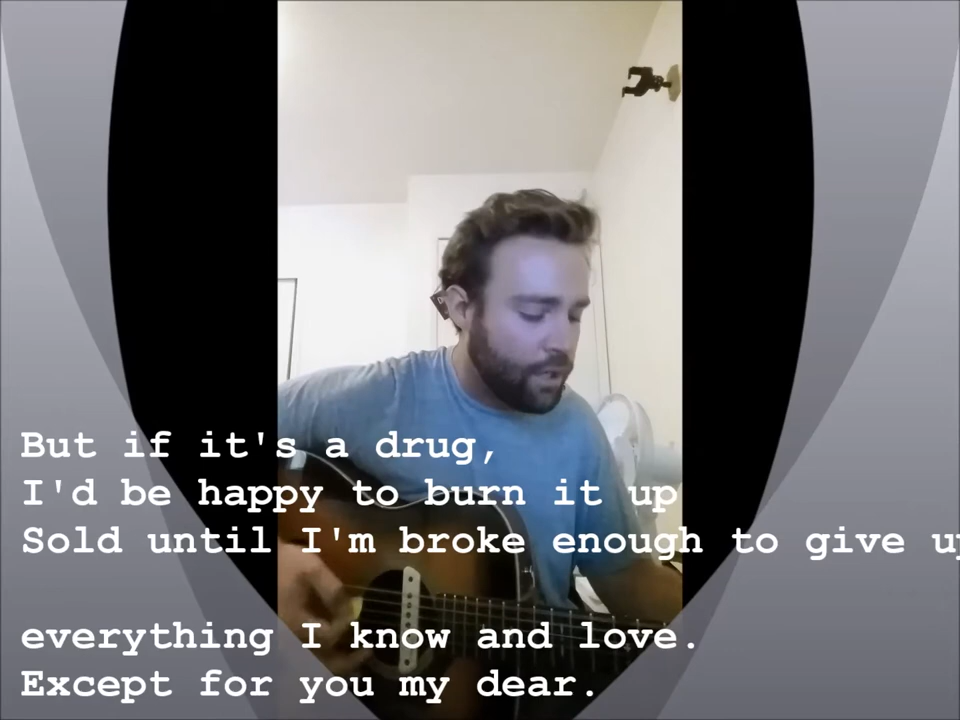 But if it's a drug,
I'd be happy to burn it up
Sold until I'm broke enough to give up
everything I know and love.
Except for you my dear.